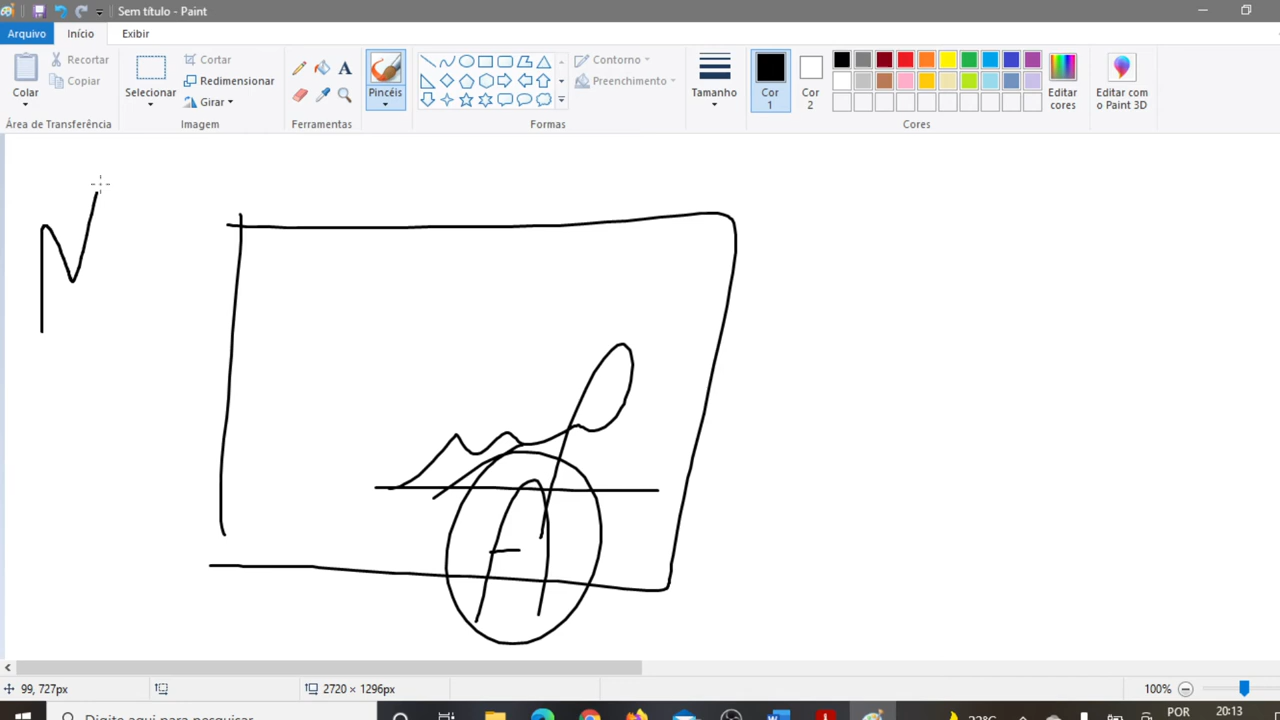 Sem título - Paint
Arquivo Início Exibir
Colar
Recortar
Copiar
Área de Transferência
Selecionar
Cortar
Redimensionar
Girar
Imagem
A
Ferramentas
Pincéis
Contorno
Preenchimento
Formas
Tamanho
Cor 1
Cor 2
Editar cores
Editar com o Paint 3D
Cores
N
A
99, 727px
2720 × 1296px
100%
Digite aqui para pesquisar
W
22°C
POR
20:13